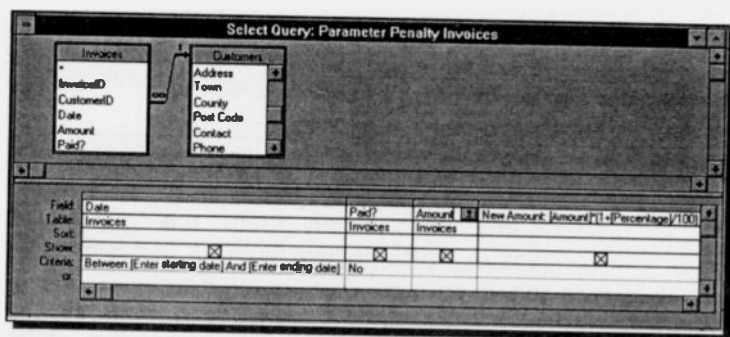 Select Query: Parameter Penalty Invoices
Invoices
*
InvoiceID
CustomerID
Date
Amount
Paid?
1
∞
Customers
Address
Town
County
Post Code
Contact
Phone
Field: Date Paid? Amount New Amount: [Amount]*(1+[Percentage]/100)
Table: Invoices Invoices Invoices
Sort:
Show:
Criteria: Between [Enter starting date] And [Enter ending date] No
or: